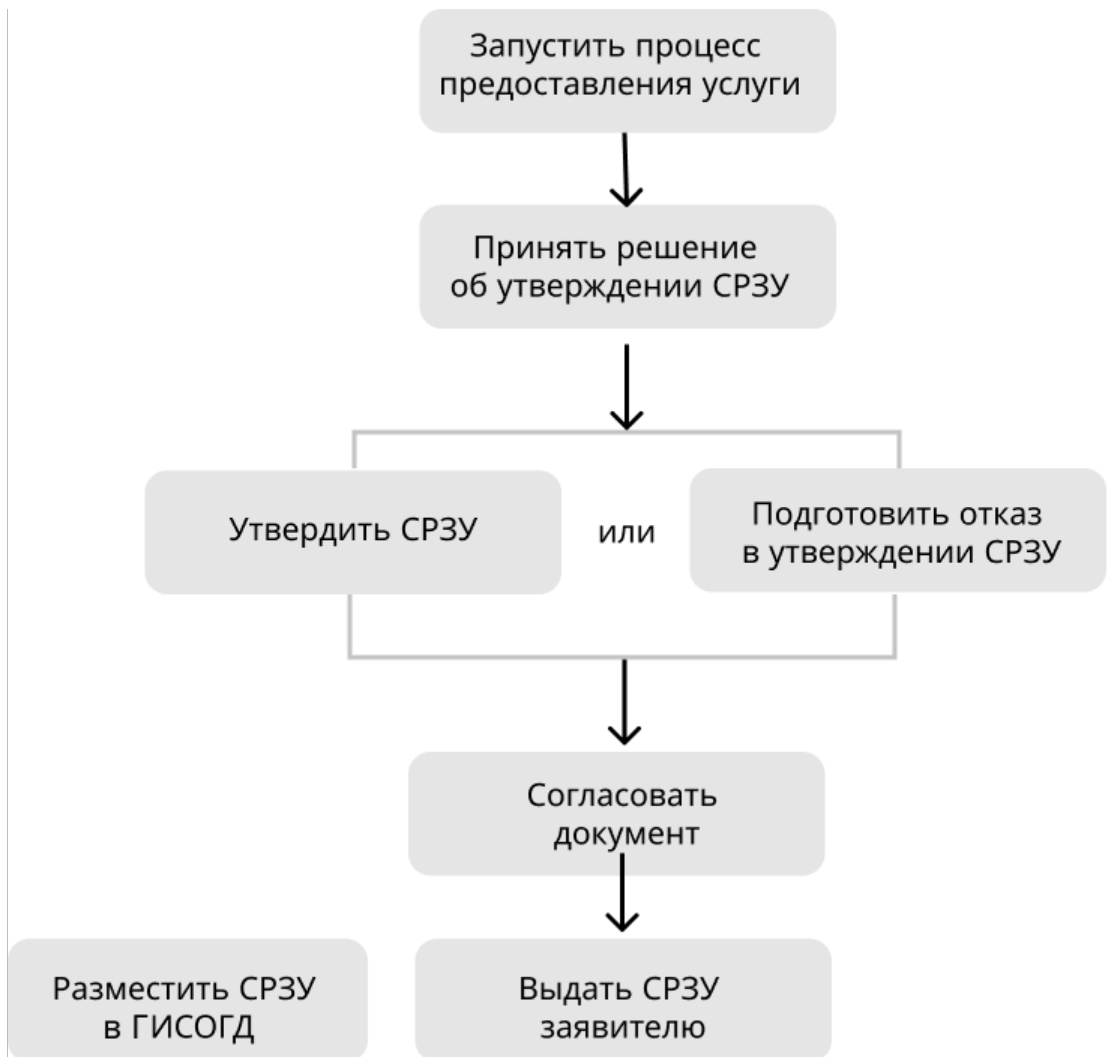 Запустить процесс
предоставления услуги
Принять решение
об утверждении СРЗУ
Утвердить СРЗУ
или
Подготовить отказ
в утверждении СРЗУ
Согласовать
документ
Разместить СРЗУ
в ГИСОГД
Выдать СРЗУ
заявителю